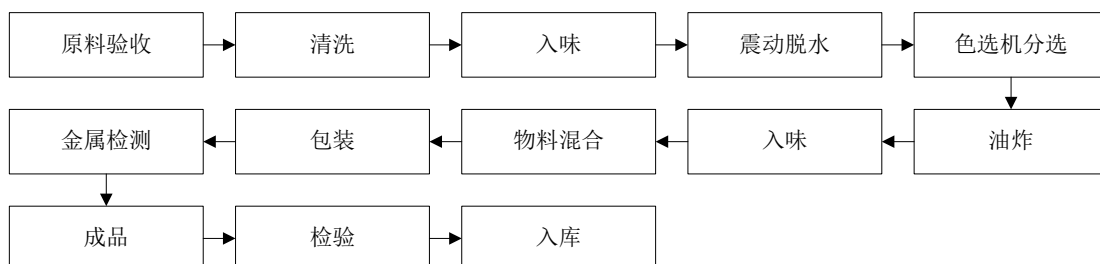 原料验收
清洗
入味
震动脱水
色选机分选
油炸
入味
物料混合
包装
金属检测
成品
检验
入库